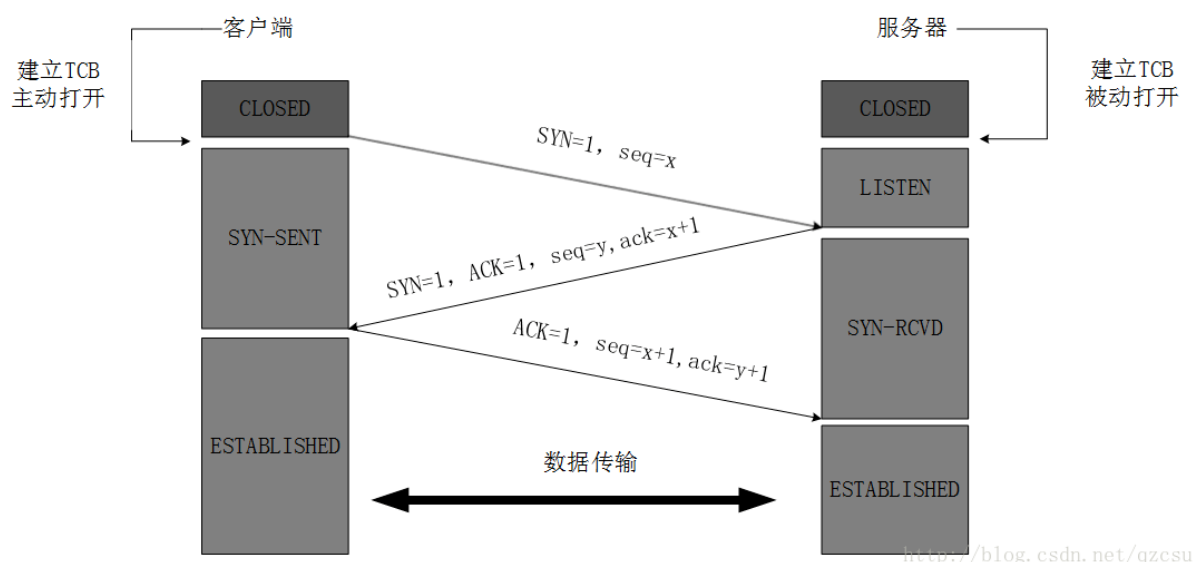 客户端
服务器
建立TCB
主动打开
建立TCB
被动打开
CLOSED
CLOSED
SYN=1, seq=x
LISTEN
SYN-SENT
SYN=1, ACK=1, seq=y,ack=x+1
SYN-RCVD
ACK=1, seq=x+1,ack=y+1
ESTABLISHED
数据传输
ESTABLISHED
http://blog.csdn.net/qzcsu